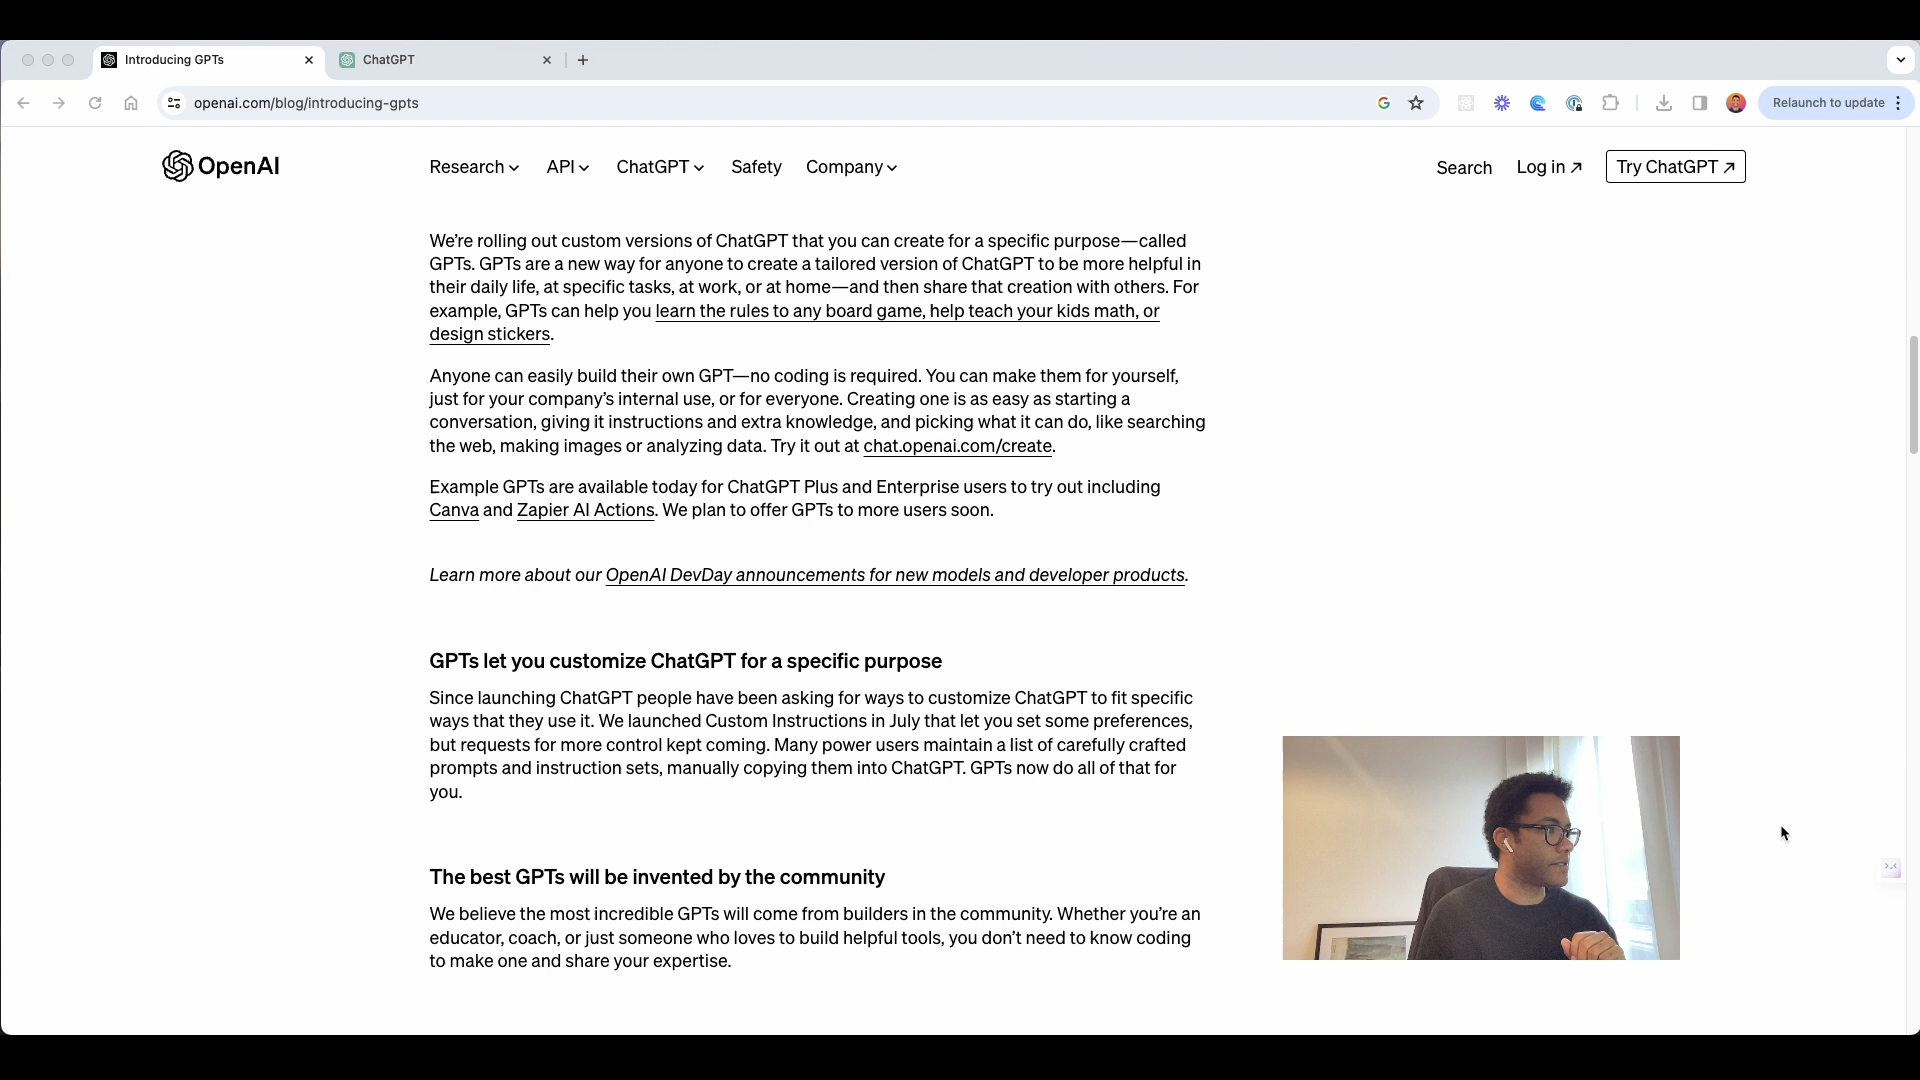 Introducing GPTs
ChatGPT
openai.com/blog/introducing-gpts
Relaunch to update
OpenAI
Research
API
ChatGPT
Safety
Company
Search
Log in ↗
Try ChatGPT ↗
We’re rolling out custom versions of ChatGPT that you can create for a specific purpose—called
GPTs. GPTs are a new way for anyone to create a tailored version of ChatGPT to be more helpful in
their daily life, at specific tasks, at work, or at home—and then share that creation with others. For
example, GPTs can help you learn the rules to any board game, help teach your kids math, or
design stickers.
Anyone can easily build their own GPT—no coding is required. You can make them for yourself,
just for your company’s internal use, or for everyone. Creating one is as easy as starting a
conversation, giving it instructions and extra knowledge, and picking what it can do, like searching
the web, making images or analyzing data. Try it out at chat.openai.com/create.
Example GPTs are available today for ChatGPT Plus and Enterprise users to try out including
Canva and Zapier AI Actions. We plan to offer GPTs to more users soon.
Learn more about our OpenAI DevDay announcements for new models and developer products.
GPTs let you customize ChatGPT for a specific purpose
Since launching ChatGPT people have been asking for ways to customize ChatGPT to fit specific
ways that they use it. We launched Custom Instructions in July that let you set some preferences,
but requests for more control kept coming. Many power users maintain a list of carefully crafted
prompts and instruction sets, manually copying them into ChatGPT. GPTs now do all of that for
you.
The best GPTs will be invented by the community
We believe the most incredible GPTs will come from builders in the community. Whether you’re an
educator, coach, or just someone who loves to build helpful tools, you don’t need to know coding
to make one and share your expertise.